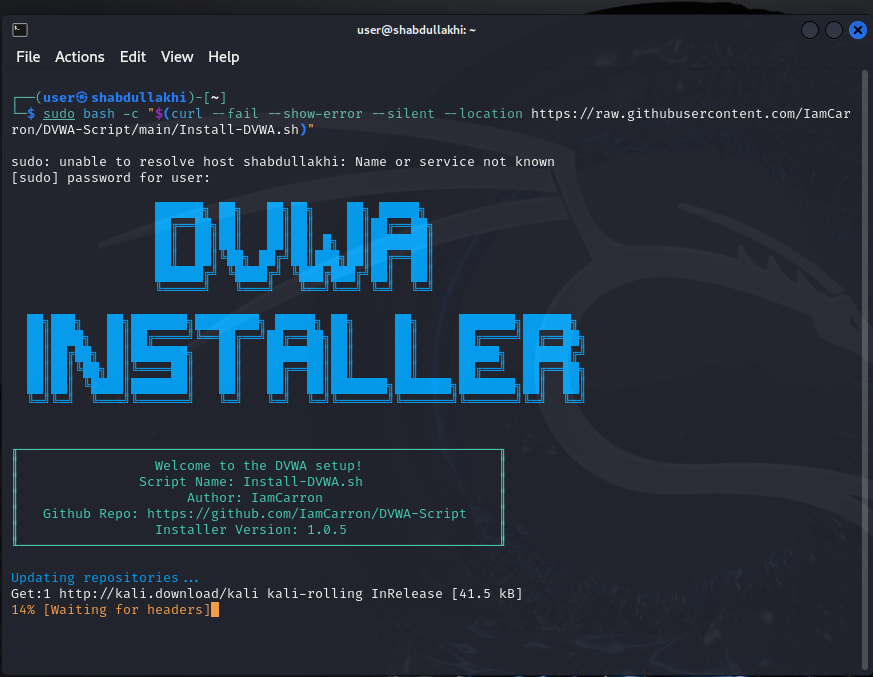 user@shabdullakhi: ~
File Actions Edit View Help
┌──(user㉿shabdullakhi)-[~]
└─$ sudo bash -c "$(curl --fail --show-error --silent --location https://raw.githubusercontent.com/IamCar
ron/DVWA-Script/main/Install-DVWA.sh)"
sudo: unable to resolve host shabdullakhi: Name or service not known
[sudo] password for user:
DVWA
INSTALLER
Welcome to the DVWA setup!
Script Name: Install-DVWA.sh
Author: IamCarron
Github Repo: https://github.com/IamCarron/DVWA-Script
Installer Version: 1.0.5
Updating repositories...
Get:1 http://kali.download/kali kali-rolling InRelease [41.5 kB]
14% [Waiting for headers]